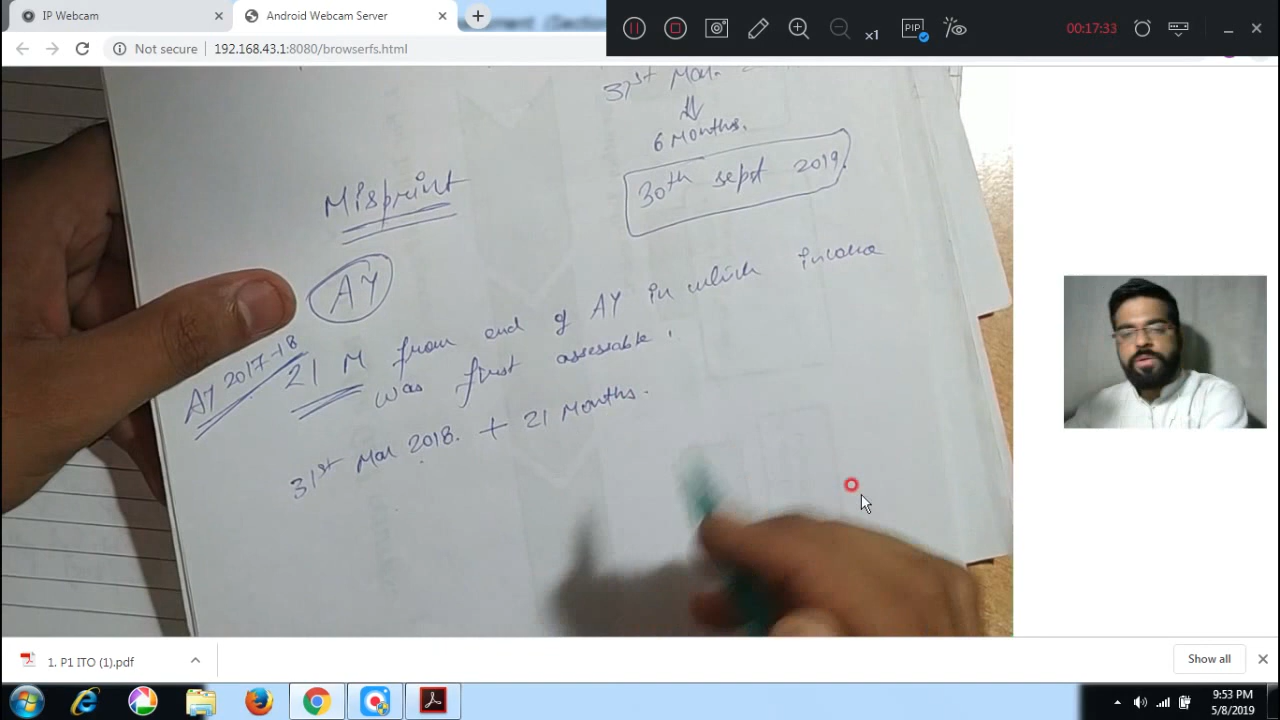 IP Webcam
Android Webcam Server
00:17:33
x1
PIP
Not secure
192.168.43.1:8080/browserfs.html
31st Mar.
6 Months.
30th sept 2019.
Misprint
AY
AY 2017-18
21 M from end of AY in which income
was first assessable.
31st Mar 2018. + 21 Months.
1. P1 ITO (1).pdf
Show all
9:53 PM
5/8/2019